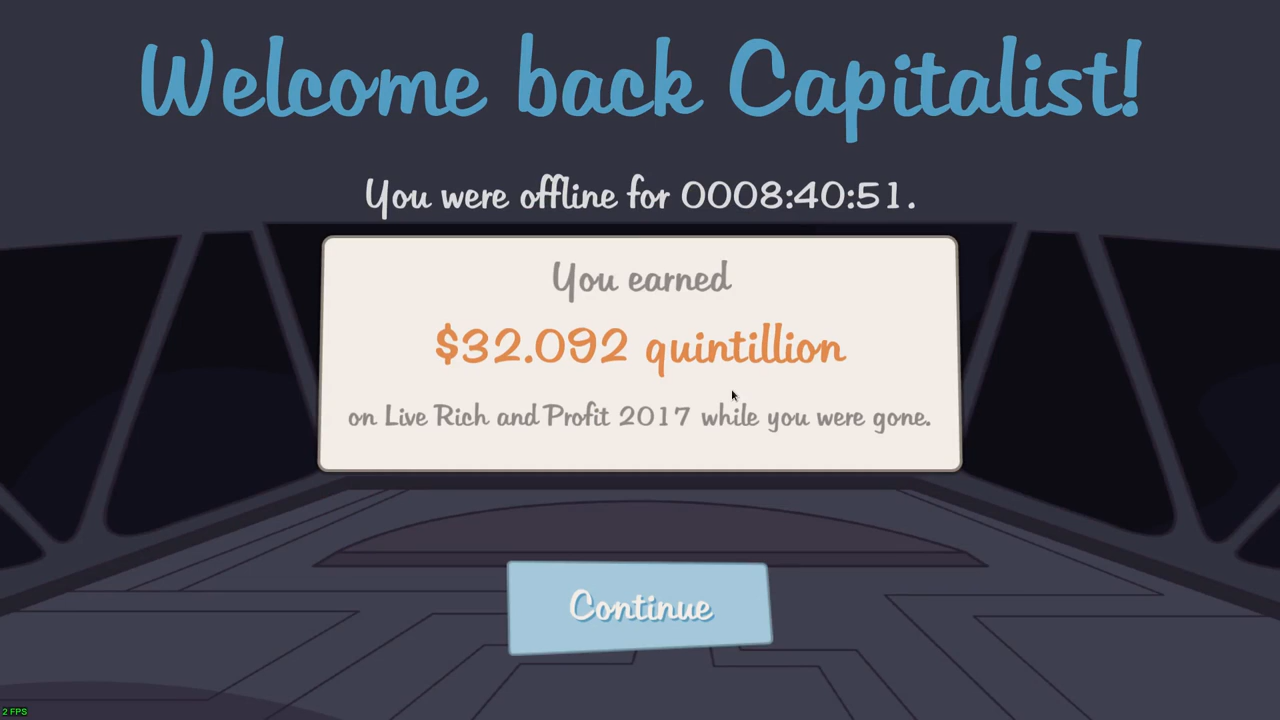 Welcome back Capitalist!
You were offline for 0008:40:51.
You earned
$32.092 quintillion
on Live Rich and Profit 2017 while you were gone.
Continue
2 FPS